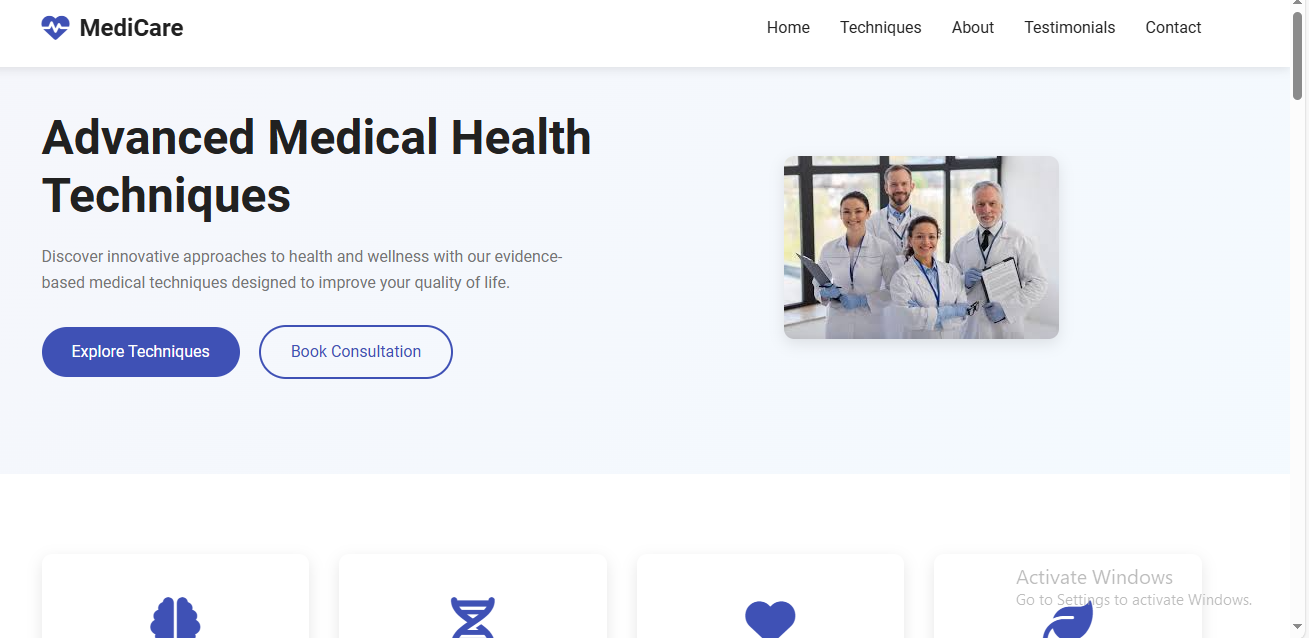 MediCare
Home
Techniques
About
Testimonials
Contact
Advanced Medical Health
Techniques
Discover innovative approaches to health and wellness with our evidence-
based medical techniques designed to improve your quality of life.
Explore Techniques
Book Consultation
Activate Windows
Go to Settings to activate Windows.